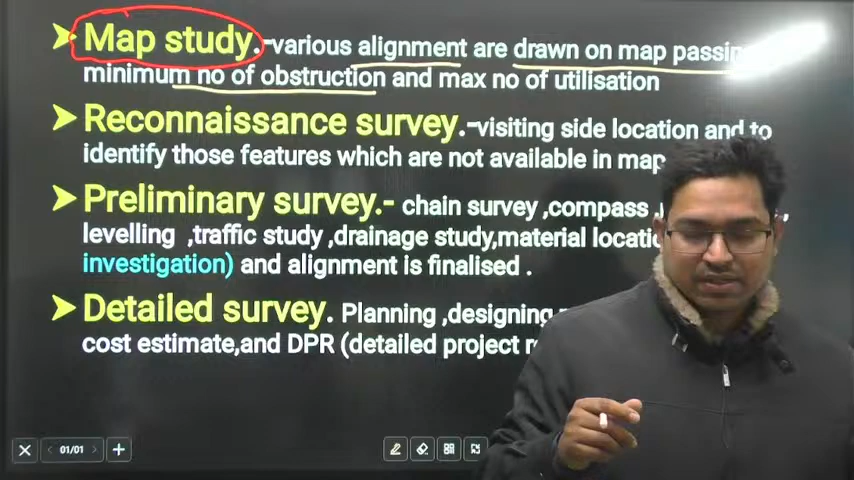 Map study.-various alignment are drawn on map passing
minimum no of obstruction and max no of utilisation
Reconnaissance survey.-visiting side location and to
identify those features which are not available in map
Preliminary survey.- chain survey ,compass
levelling ,traffic study ,drainage study,material
investigation) and alignment is finalised .
Detailed survey. Planning ,designing
cost estimate,and DPR (detailed project
01/01